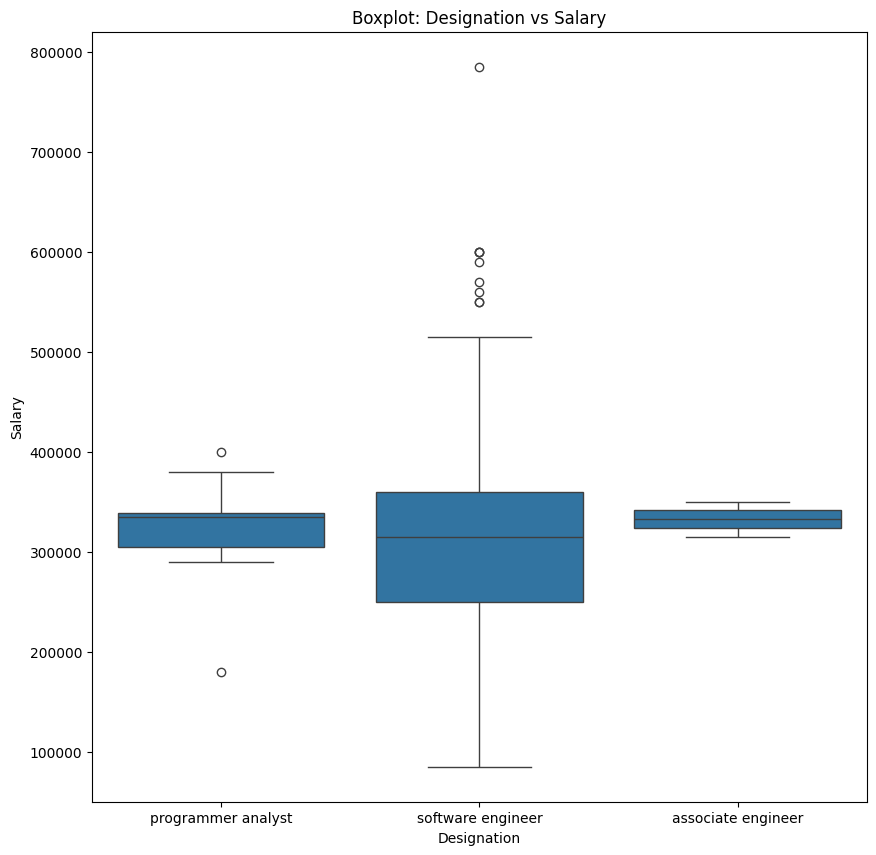 Boxplot: Designation vs Salary
800000
700000
600000
500000
400000
300000
200000
100000
Salary
programmer analyst
software engineer
associate engineer
Designation